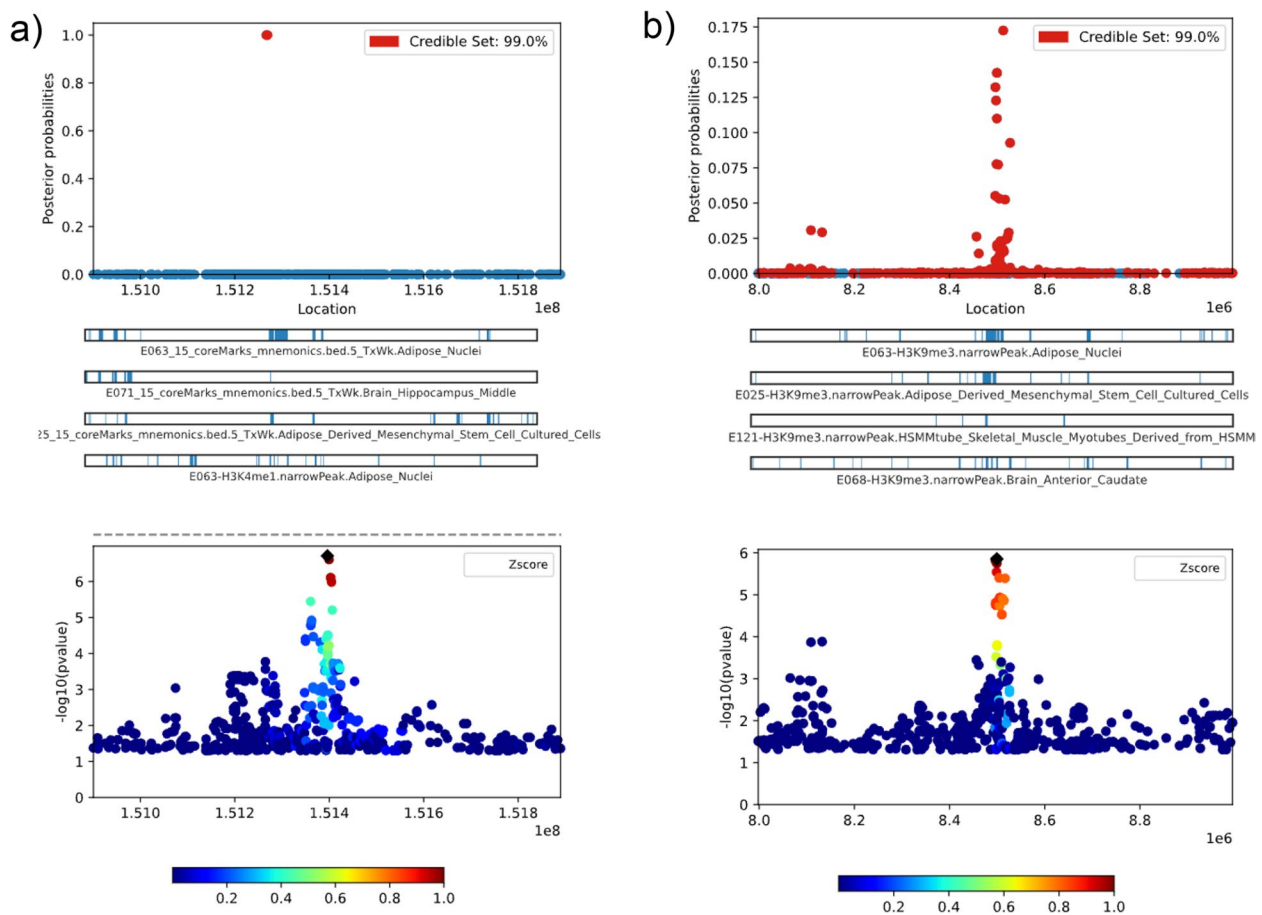 a)
Credible Set: 99.0%
Posterior probabilities
1.0
0.8
0.6
0.4
0.2
0.0
1.510
1.512
1.514
1.516
1.518
Location
1e8
E063_15_coreMarks_mnemonics.bed.5_TxWk.Adipose_Nuclei
E071_15_coreMarks_mnemonics.bed.5_TxWk.Brain_Hippocampus_Middle
25_15_coreMarks_mnemonics.bed.5_TxWk.Adipose_Derived_Mesenchymal_Stem_Cell_Cultured_Cells
E063-H3K4me1.narrowPeak.Adipose_Nuclei
Zscore
-log10(pvalue)
6
5
4
3
2
1
0
1.510
1.512
1.514
1.516
1.518
1e8
0.2
0.4
0.6
0.8
1.0
b)
Credible Set: 99.0%
Posterior probabilities
0.175
0.150
0.125
0.100
0.075
0.050
0.025
0.000
8.0
8.2
8.4
8.6
8.8
Location
1e6
E063-H3K9me3.narrowPeak.Adipose_Nuclei
E025-H3K9me3.narrowPeak.Adipose_Derived_Mesenchymal_Stem_Cell_Cultured_Cells
E121-H3K9me3.narrowPeak.HSMMtube_Skeletal_Muscle_Myotubes_Derived_from_HSMM
E068-H3K9me3.narrowPeak.Brain_Anterior_Caudate
Zscore
-log10(pvalue)
6
5
4
3
2
1
0
8.0
8.2
8.4
8.6
8.8
1e6
0.2
0.4
0.6
0.8
1.0